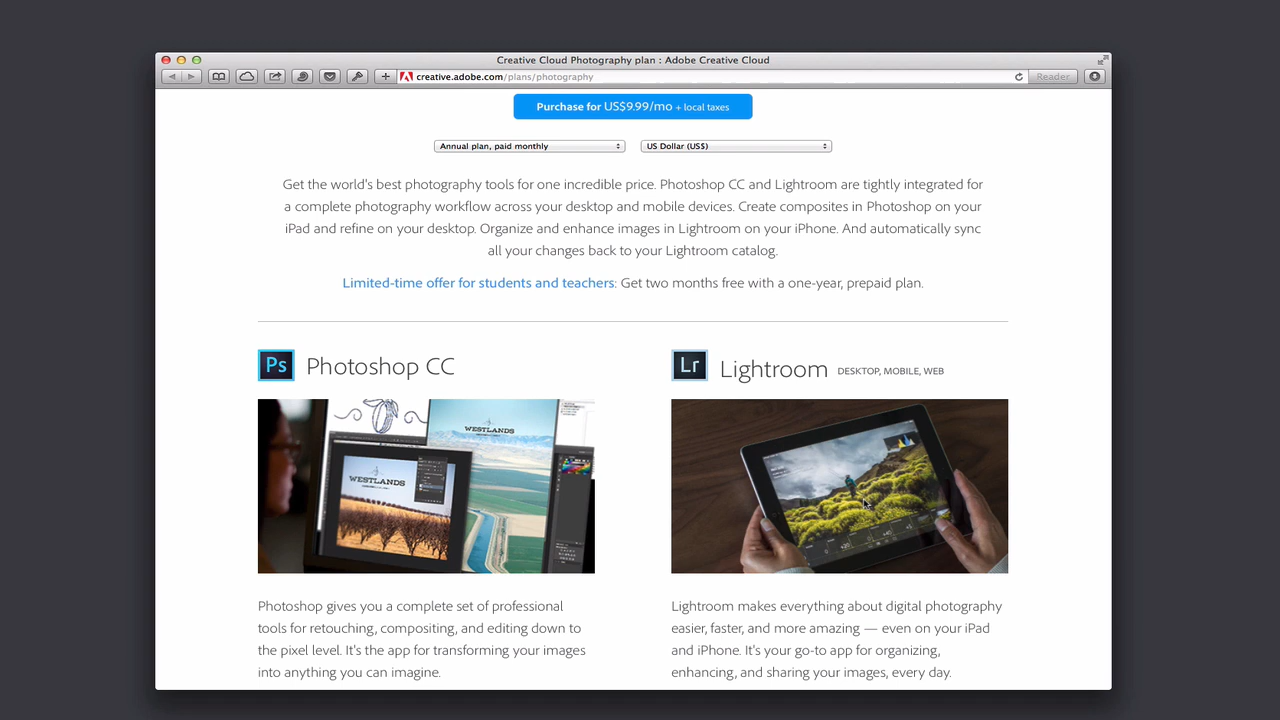 Creative Cloud Photography plan : Adobe Creative Cloud
creative.adobe.com/plans/photography
Reader
Purchase for US$9.99/mo + local taxes
Annual plan, paid monthly
US Dollar (US$)
Get the world's best photography tools for one incredible price. Photoshop CC and Lightroom are tightly integrated for
a complete photography workflow across your desktop and mobile devices. Create composites in Photoshop on your
iPad and refine on your desktop. Organize and enhance images in Lightroom on your iPhone. And automatically sync
all your changes back to your Lightroom catalog.
Limited-time offer for students and teachers: Get two months free with a one-year, prepaid plan.
Ps Photoshop CC
Lr Lightroom DESKTOP, MOBILE, WEB
WESTLANDS
WESTLANDS
Photoshop gives you a complete set of professional
tools for retouching, compositing, and editing down to
the pixel level. It's the app for transforming your images
into anything you can imagine.
Lightroom makes everything about digital photography
easier, faster, and more amazing — even on your iPad
and iPhone. It's your go-to app for organizing,
enhancing, and sharing your images, every day.